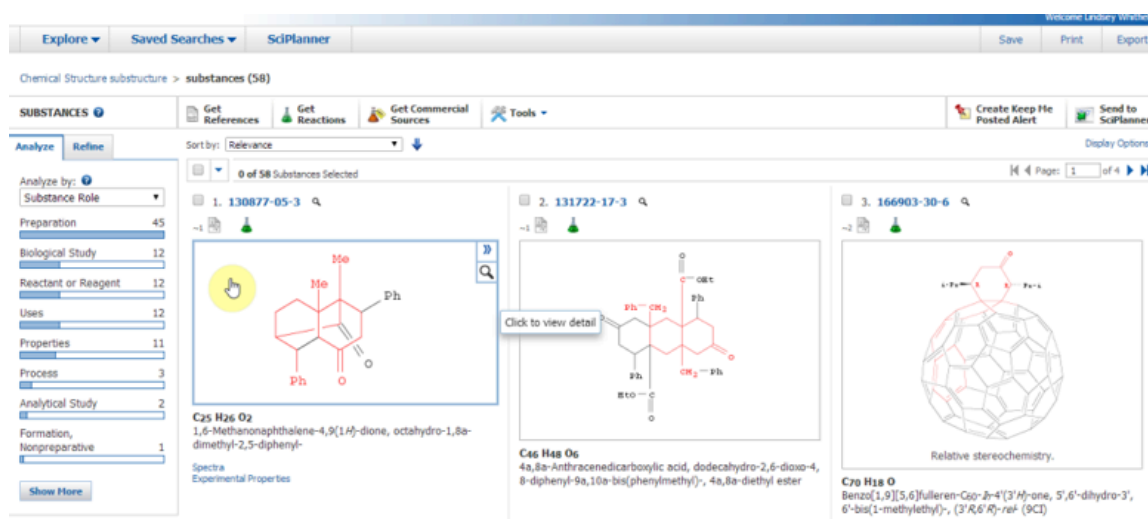 Welcome Lindsey Whithe
Explore ▾ Saved Searches ▾ SciPlanner Save Print Export
Chemical Structure substructure > substances (58)
SUBSTANCES
Get References Get Reactions Get Commercial Sources Tools ▾ Create Keep Me Posted Alert Send to SciPlanner
Analyze Refine
Sort by: Relevance Display Options
0 of 58 Substances Selected Page: 1 of 4
Analyze by:
Substance Role
Preparation 45
Biological Study 12
Reactant or Reagent 12
Uses 12
Properties 11
Process 3
Analytical Study 2
Formation,
Nonpreparative 1
Show More
1. 130877-05-3
~1
Me
Me
Ph
O
Ph O
C25 H26 O2
1,6-Methanonaphthalene-4,9(1H)-dione, octahydro-1,8a-
dimethyl-2,5-diphenyl-
Spectra
Experimental Properties
Click to view detail
2. 131722-17-3
~1
O
C OEt
Ph CH2 Ph
O
O
Ph CH2 Ph
EtO C
O
C46 H48 O6
4a,8a-Anthracenedicarboxylic acid, dodecahydro-2,6-dioxo-4,
8-diphenyl-9a,10a-bis(phenylmethyl)-, 4a,8a-diethyl ester
3. 166903-30-6
~2
O
i-Pr R R Pr-i
Relative stereochemistry.
C70 H18 O
Benzo[1,9][5,6]fulleren-C60-Ih-4'(3'H)-one, 5',6'-dihydro-3',
6'-bis(1-methylethyl)-, (3'R,6'R)-rel- (9CI)